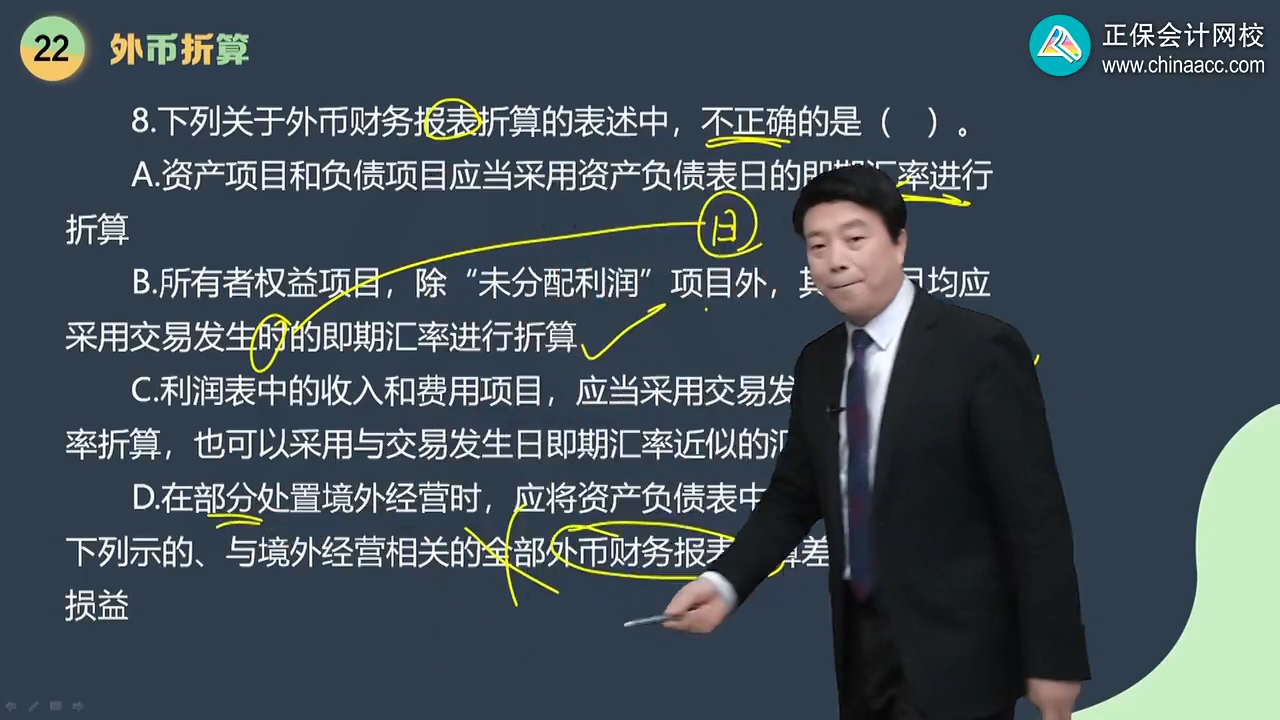 22 外币折算
正保会计网校
www.chinaacc.com
8.下列关于外币财务报表折算的表述中，不正确的是（ ）。
A.资产项目和负债项目应当采用资产负债表日的即期汇率进行
折算
日
B.所有者权益项目，除“未分配利润”项目外，其 目均应
采用交易发生时的即期汇率进行折算
C.利润表中的收入和费用项目，应当采用交易发
率折算，也可以采用与交易发生日即期汇率近似的汇
D.在部分处置境外经营时，应将资产负债表中
下列示的、与境外经营相关的全部外币财务报表 算差
损益